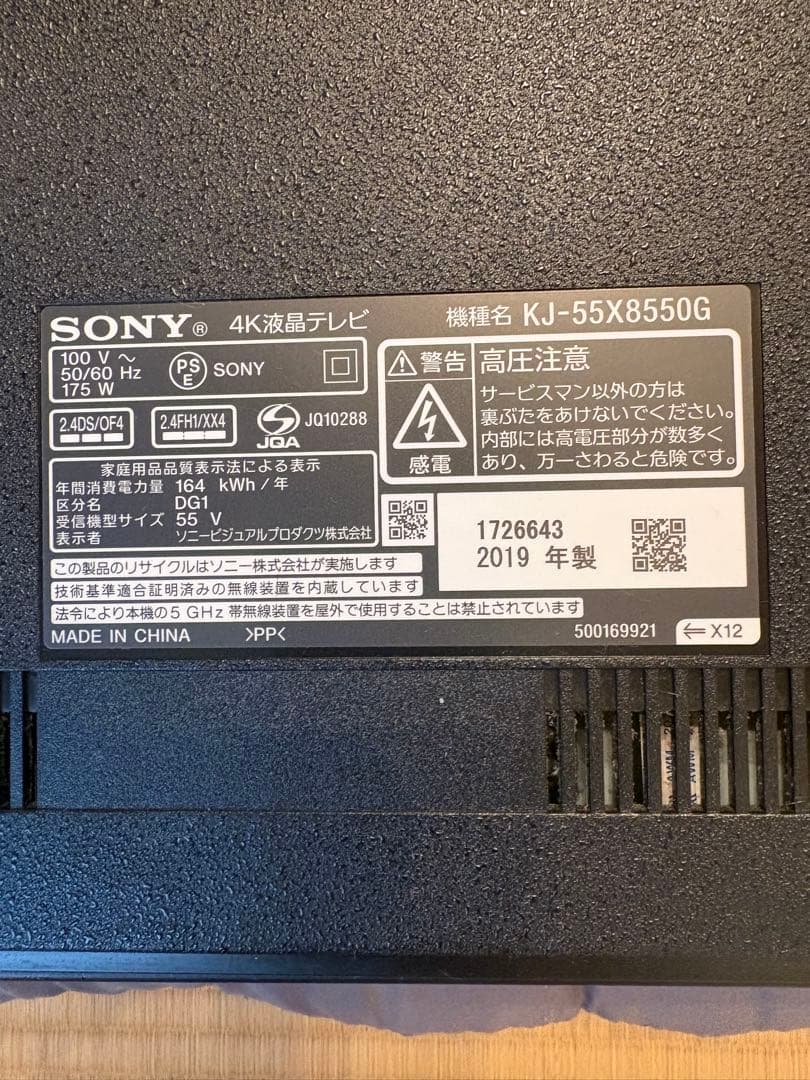 SONY® 4K液晶テレビ 機種名 KJ-55X8550G
100 V ～
50/60 Hz
175 W
PS
E
SONY
2.4DS/OF4
2.4FH1/XX4
JQA
JQ10288
警告
感電
高圧注意
サービスマン以外の方は
裏ぶたをあけないでください。
内部には高電圧部分が数多く
あり、万一さわると危険です。
家庭用品品質表示法による表示
年間消費電力量 164 kWh / 年
区分名 DG1
受信機型サイズ 55 V
表示者 ソニービジュアルプロダクツ株式会社
1726643
2019 年製
この製品のリサイクルはソニー株式会社が実施します
技術基準適合証明済みの無線装置を内蔵しています
法令により本機の5 GHz 帯無線装置を屋外で使用することは禁止されています
MADE IN CHINA >PP< 500169921 ⇐ X12
AWM
AWM